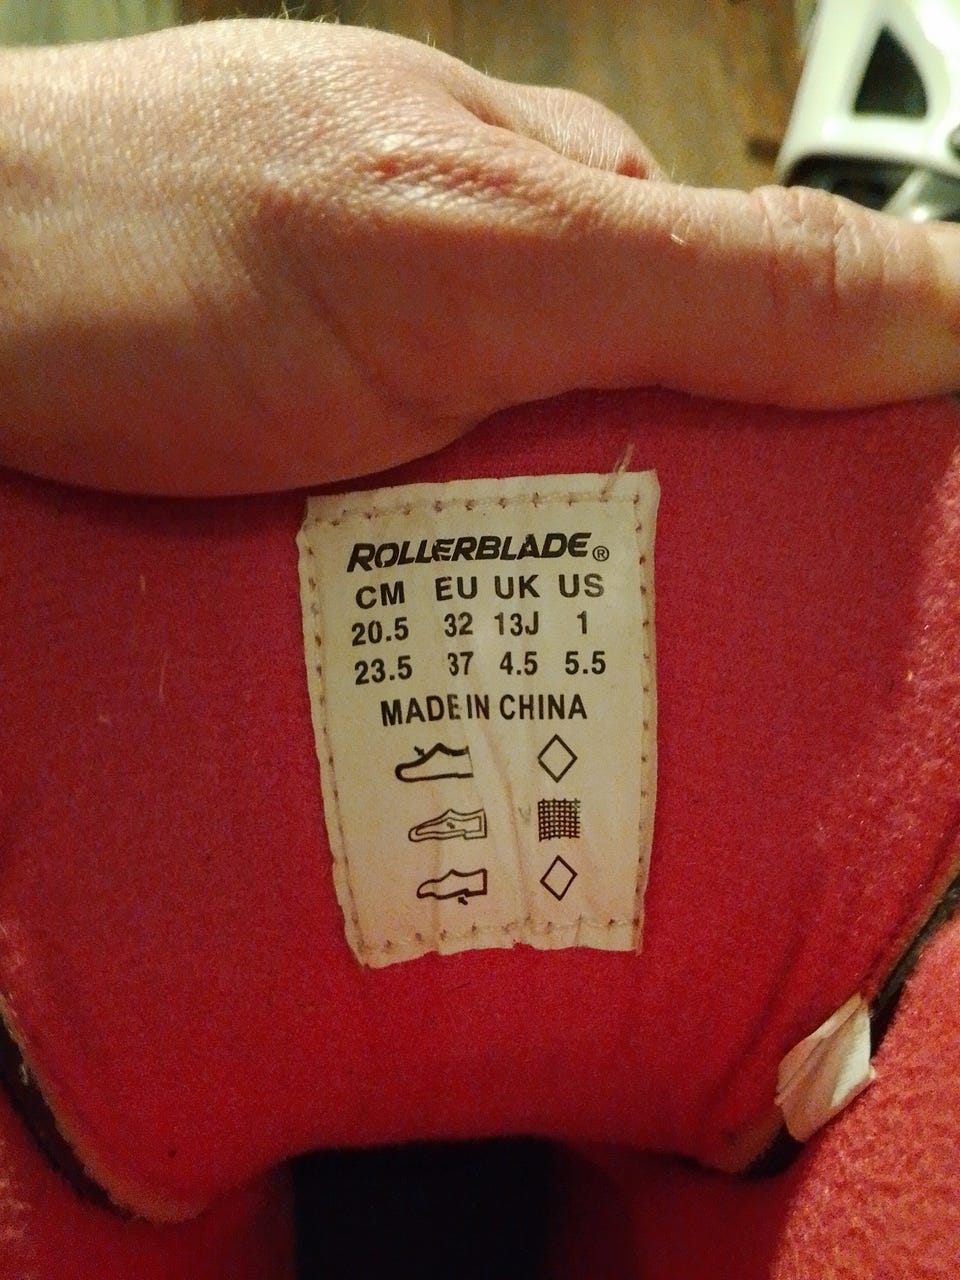 ROLLERBLADE®
CM EU UK US
20.5 32 13J 1
23.5 37 4.5 5.5
MADE IN CHINA